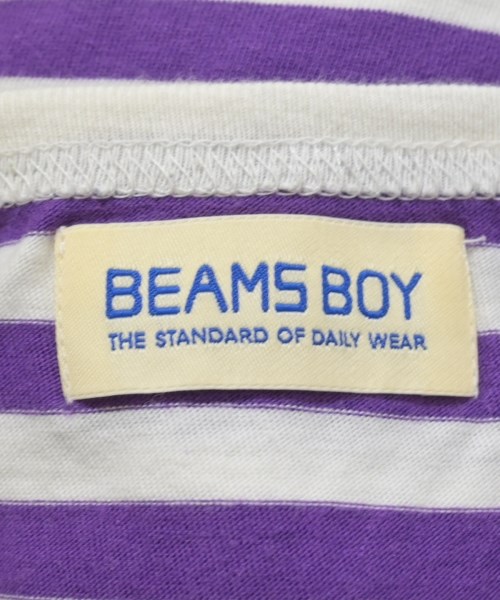 BEAMS BOY
THE STANDARD OF DAILY WEAR